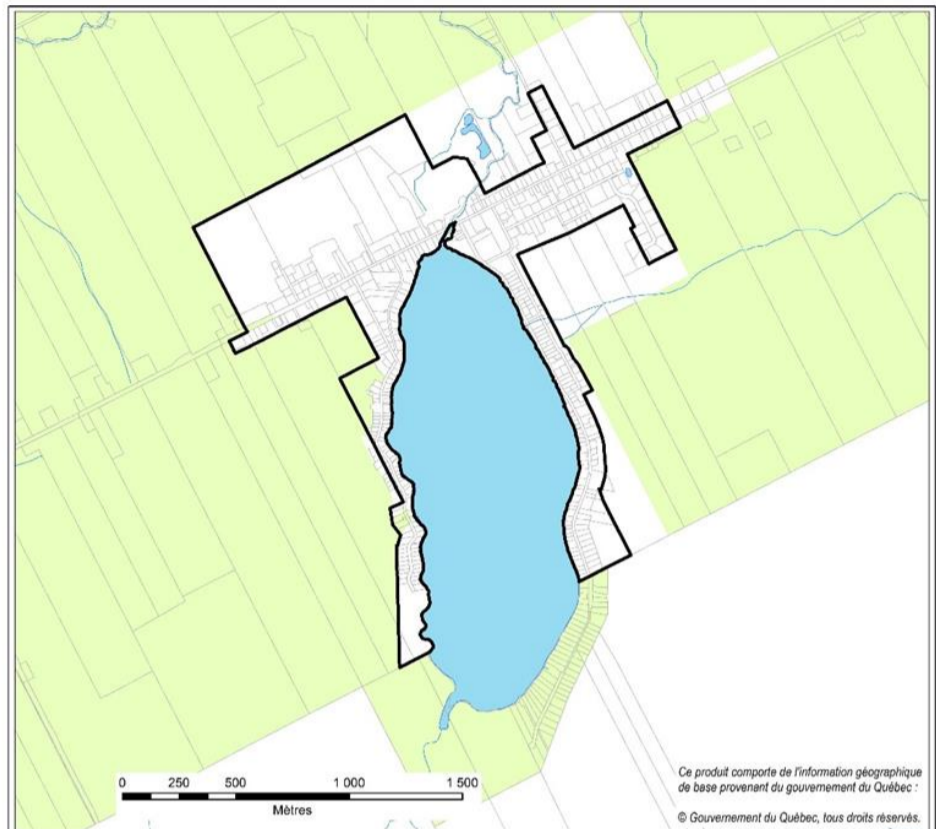 0 250 500 1 000 1 500
Mètres
Ce produit comporte de l'information géographique
de base provenant du gouvernement du Québec :
© Gouvernement du Québec, tous droits réservés.